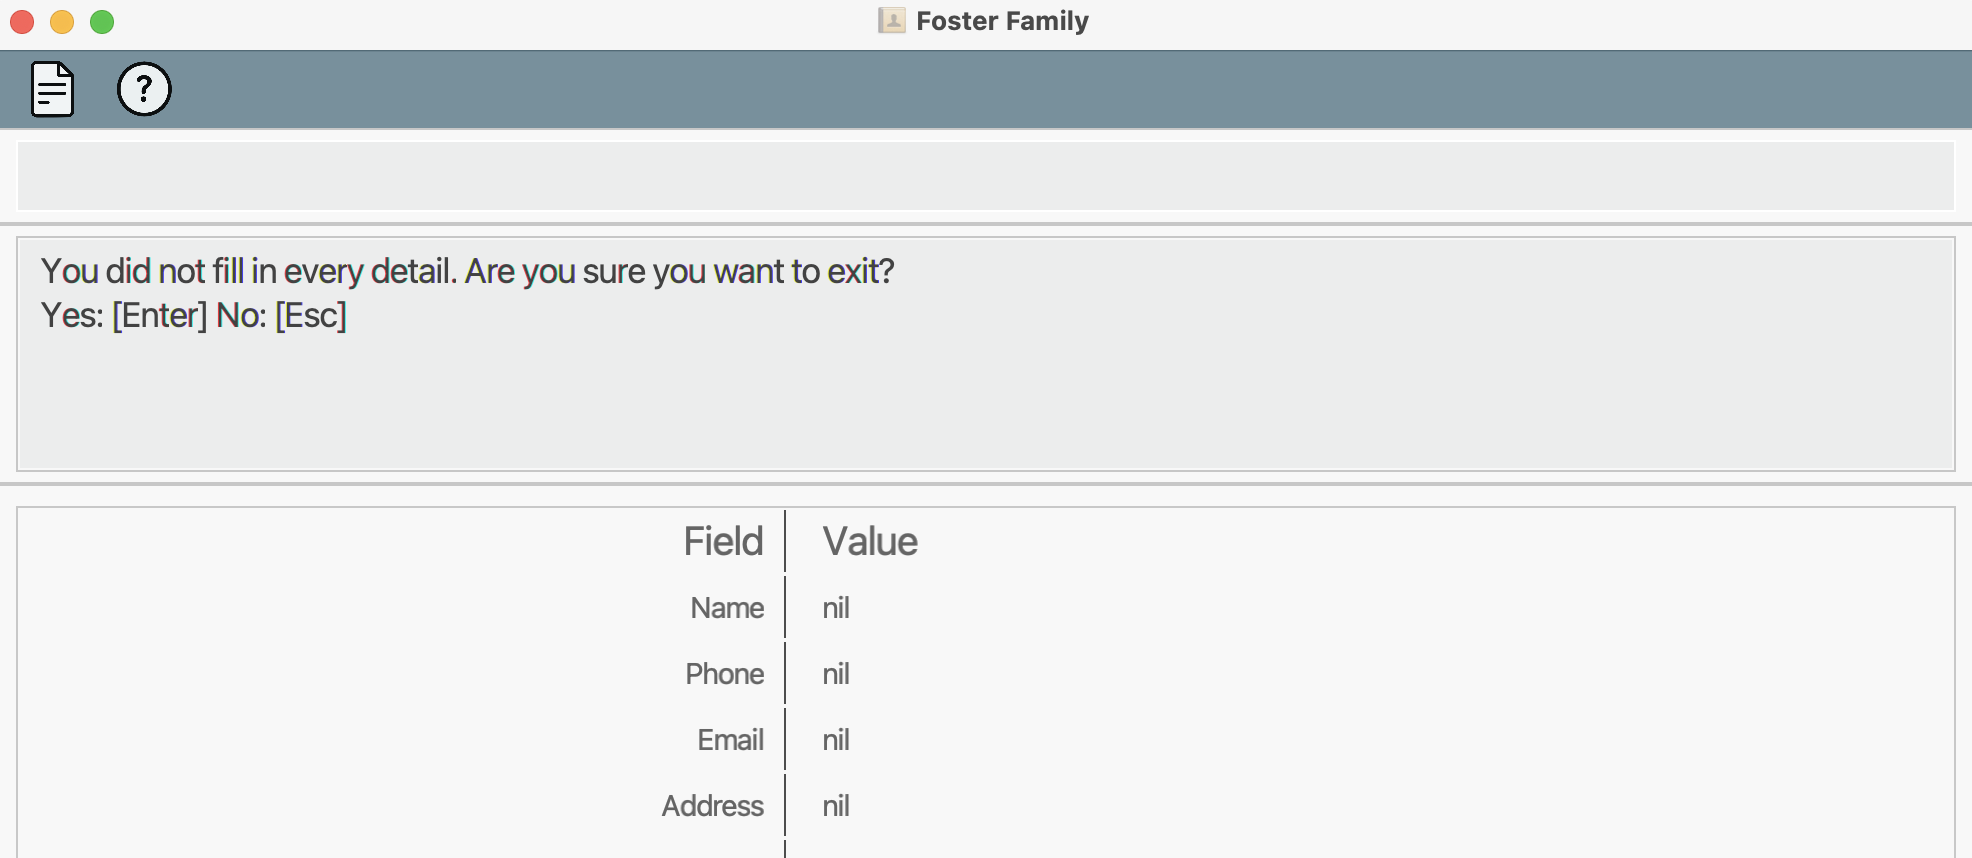 Foster Family
?
You did not fill in every detail. Are you sure you want to exit?
Yes: [Enter] No: [Esc]
Field Value
Name nil
Phone nil
Email nil
Address nil